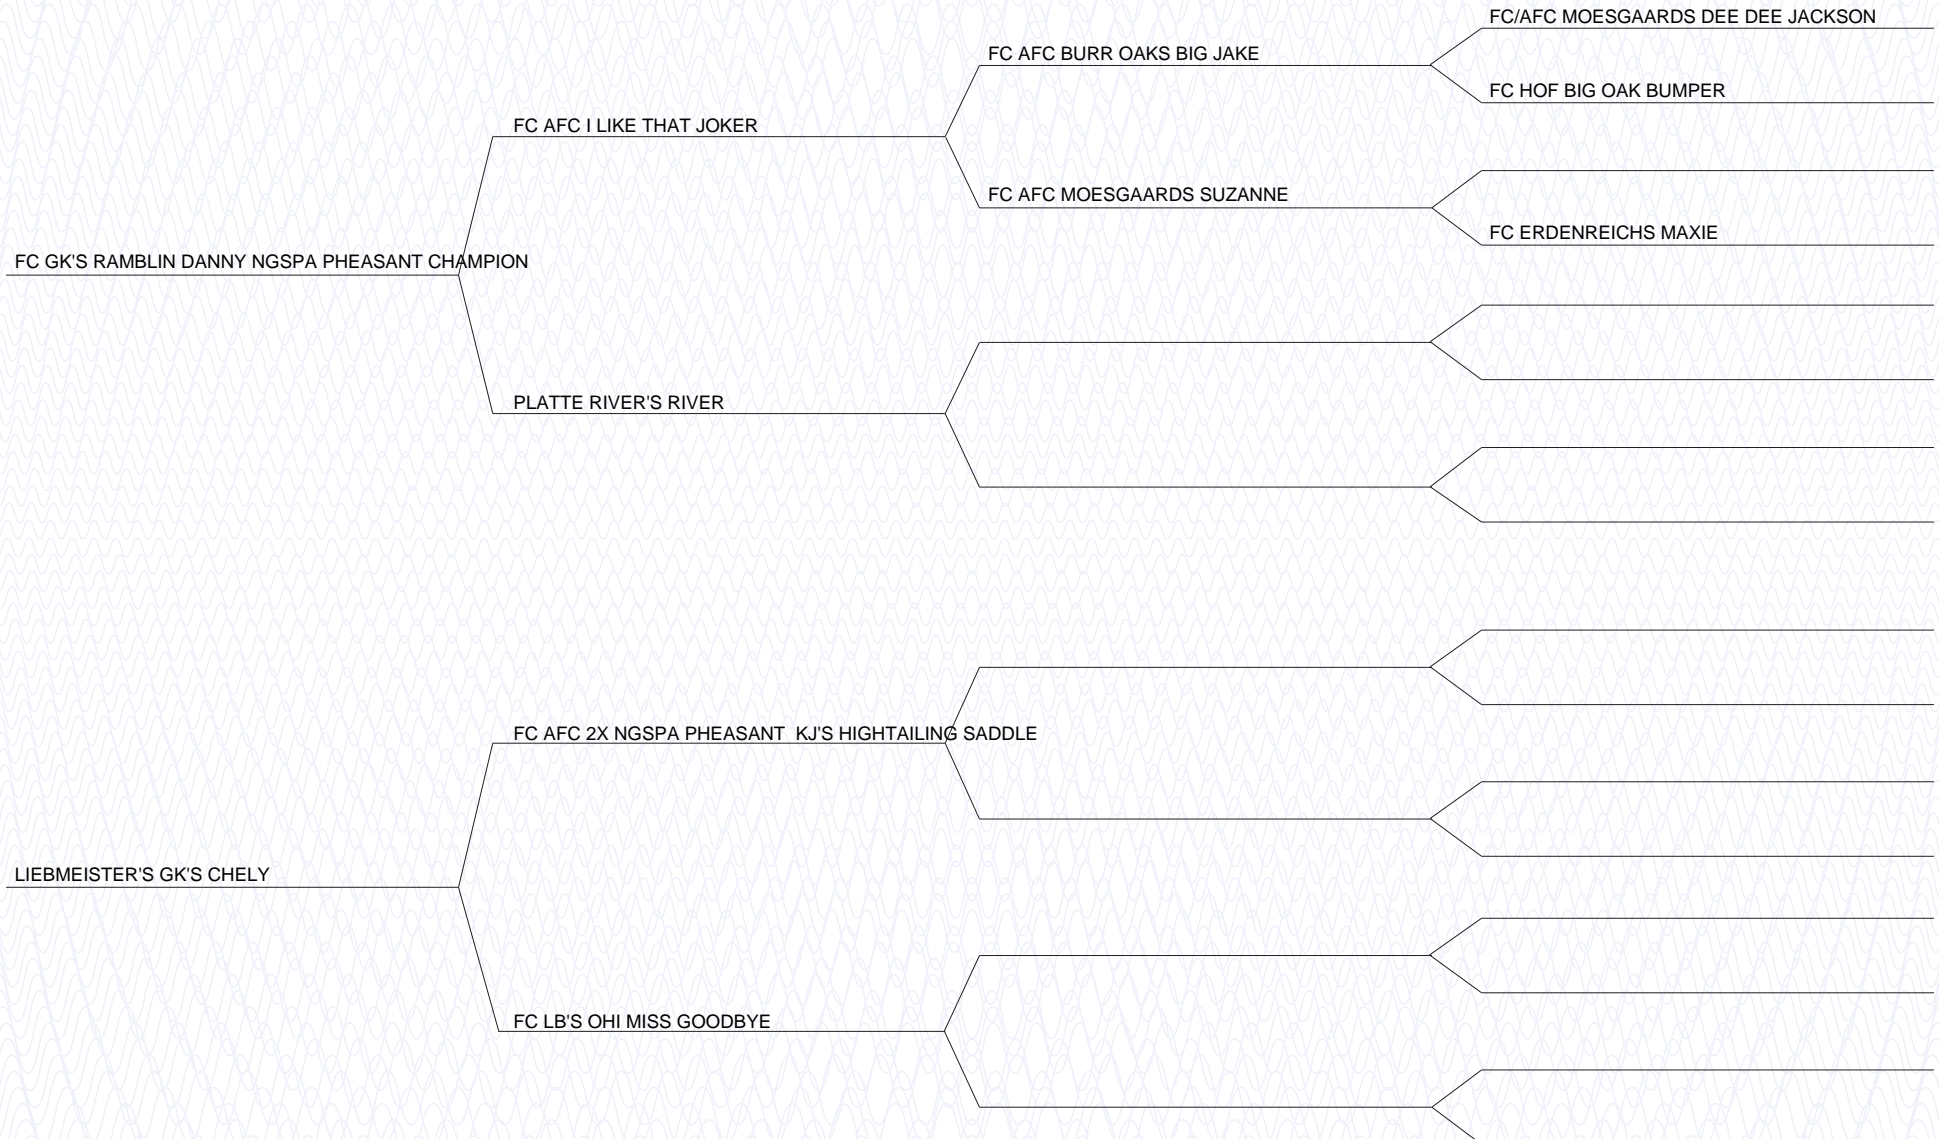 FC/AFC MOESGAARDS DEE DEE JACKSON
FC AFC BURR OAKS BIG JAKE
FC HOF BIG OAK BUMPER
FC AFC I LIKE THAT JOKER
FC AFC MOESGAARDS SUZANNE
FC ERDENREICHS MAXIE
FC GK'S RAMBLIN DANNY NGSPA PHEASANT CHAMPION
PLATTE RIVER'S RIVER
FC AFC 2X NGSPA PHEASANT  KJ'S HIGHTAILING SADDLE
LIEBMEISTER'S GK'S CHELY
FC LB'S OHI MISS GOODBYE